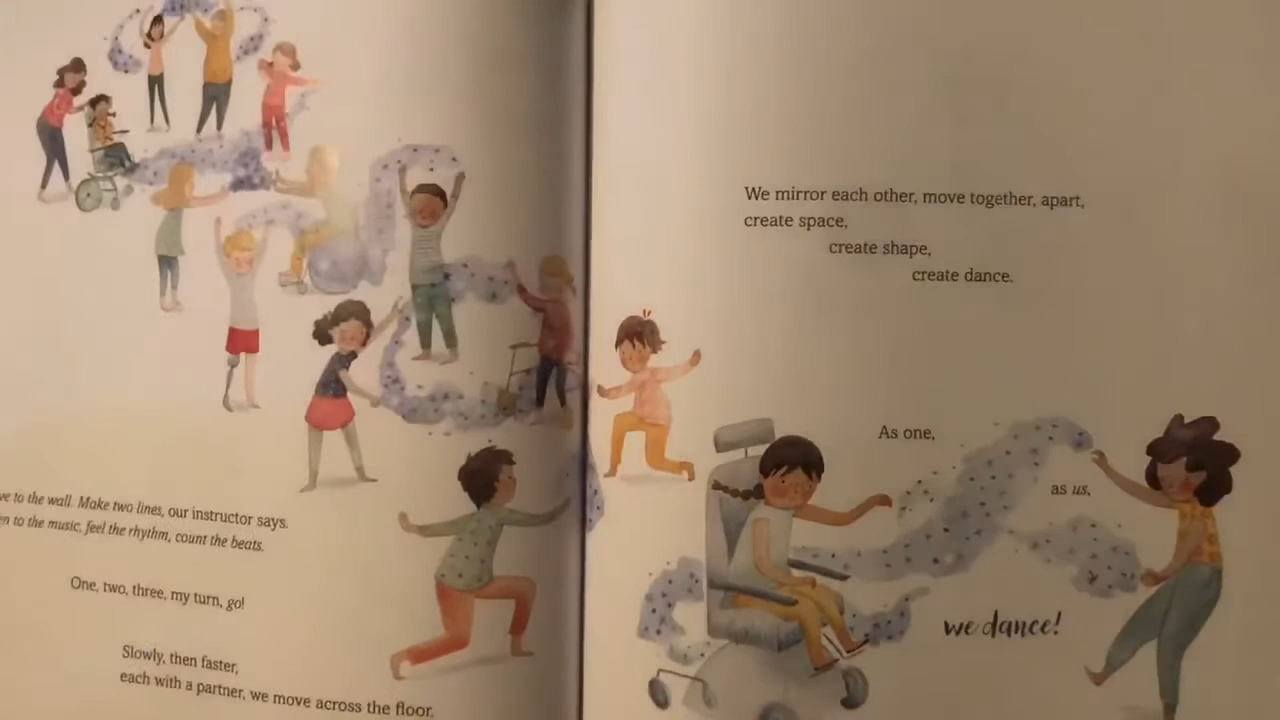 to the wall. Make two lines, our instructor says.
to the music, feel the rhythm, count the beats.
One, two, three, my turn, go!
Slowly, then faster,
each with a partner, we move across the floor.
We mirror each other, move together, apart,
create space,
create shape,
create dance.
As one,
as us,
we dance!